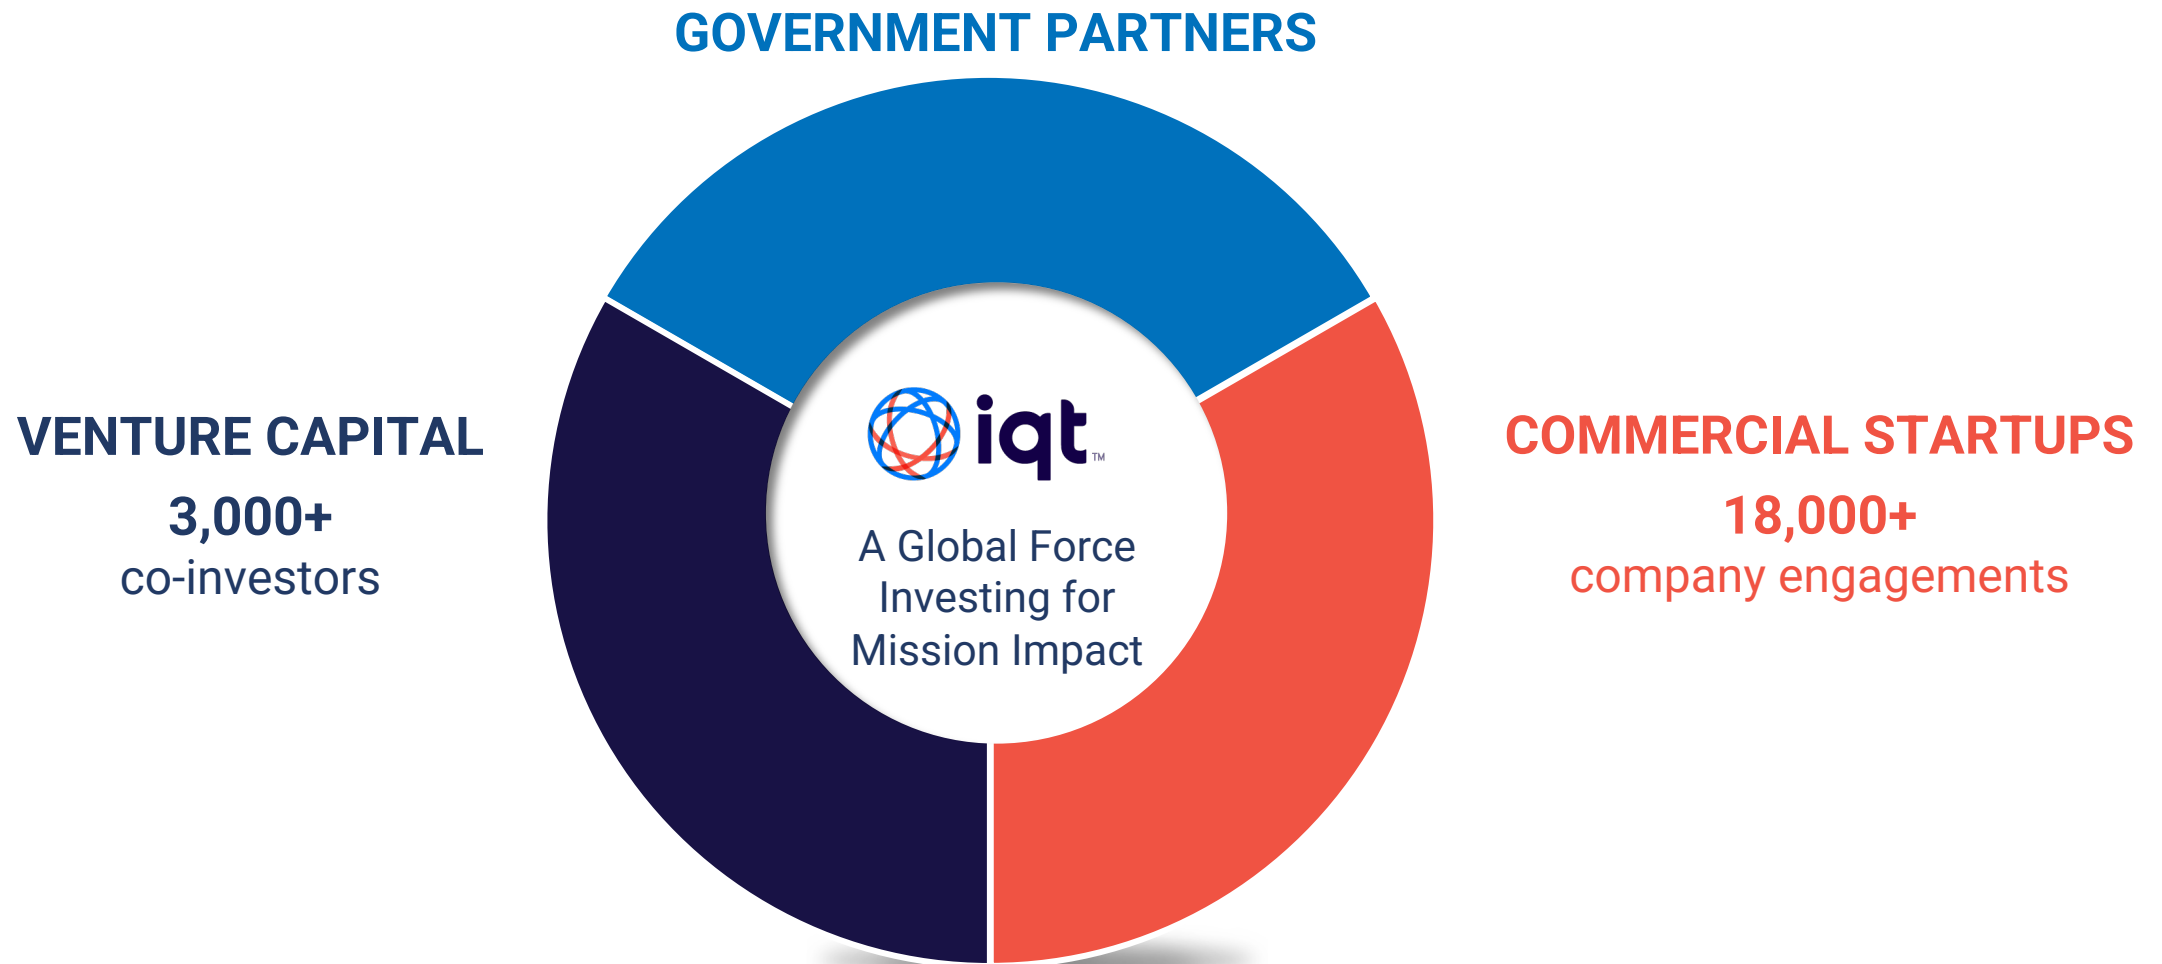 GOVERNMENT PARTNERS
VENTURE CAPITAL
3,000+
co-investors
iqt™
A Global Force
Investing for
Mission Impact
COMMERCIAL STARTUPS
18,000+
company engagements